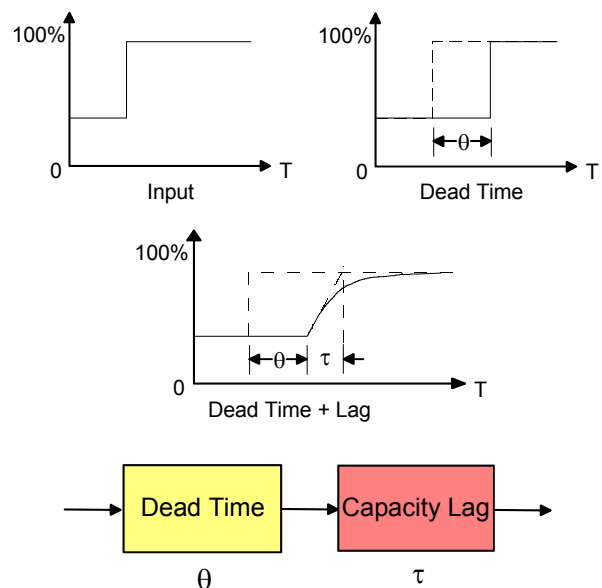 100%
0
T
Input
100%
0
θ
T
Dead Time
100%
0
θ
τ
T
Dead Time + Lag
Dead Time
Capacity Lag
θ
τ